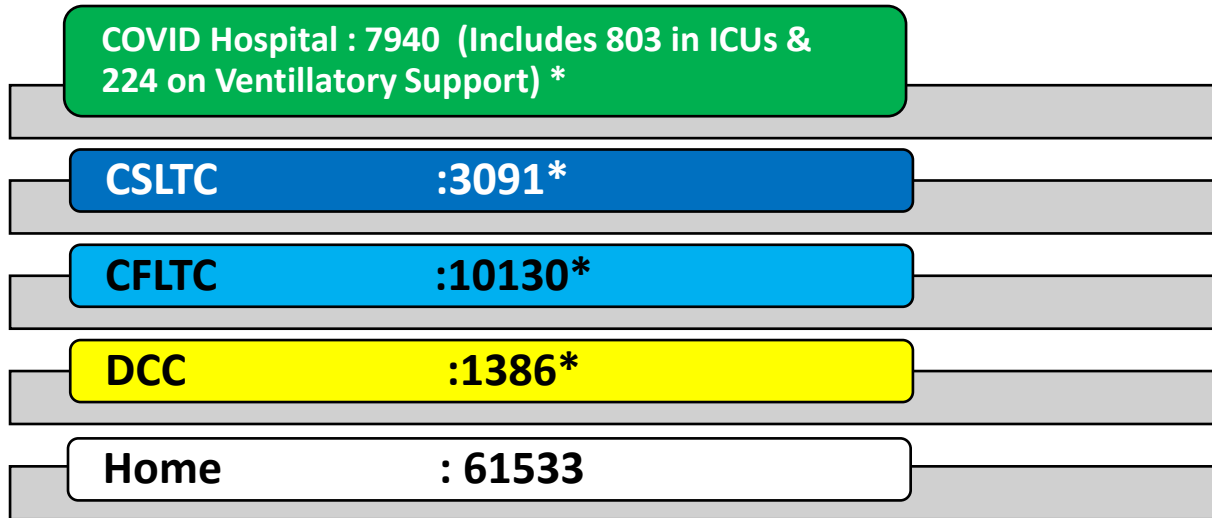 COVID Hospital : 7940 (Includes 803 in ICUs &
224 on Ventillatory Support) *
CSLTC :3091*
CFLTC :10130*
DCC :1386*
Home : 61533